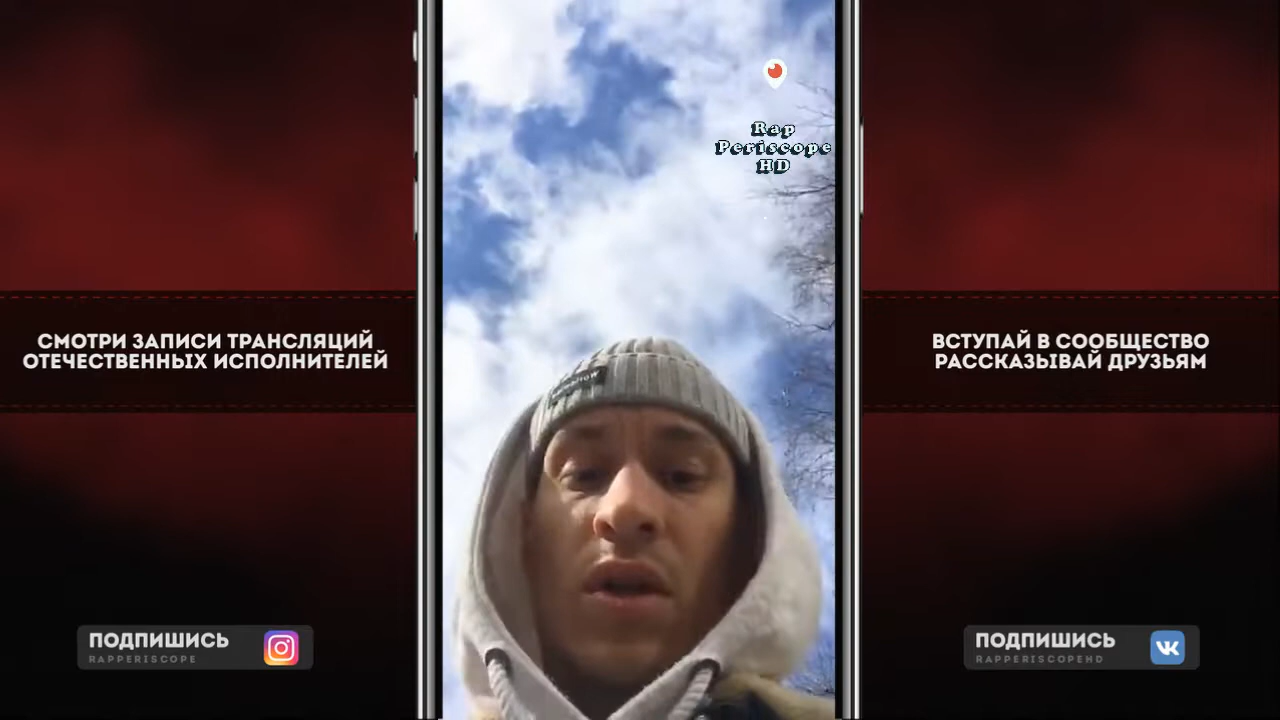 Rap
Periscope
HD
СМОТРИ ЗАПИСИ ТРАНСЛЯЦИЙ
ОТЕЧЕСТВЕННЫХ ИСПОЛНИТЕЛЕЙ
ВСТУПАЙ В СООБЩЕСТВО
РАССКАЗЫВАЙ ДРУЗЬЯМ
ПОДПИШИСЬ
RAPPERISCOPE
ПОДПИШИСЬ
RAPPERISCOPEHD